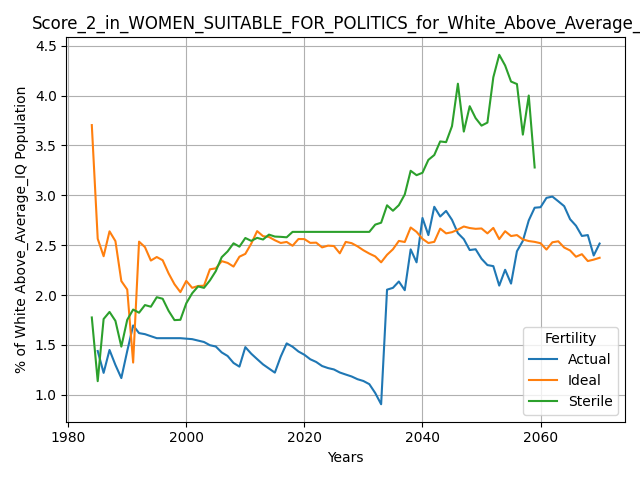 Score_2_in_WOMEN_SUITABLE_FOR_POLITICS_for_White_Above_Average_
% of White Above_Average_IQ Population
4.5
4.0
3.5
3.0
2.5
2.0
1.5
1.0
1980
2000
2020
2040
2060
Years
Fertility
Actual
Ideal
Sterile